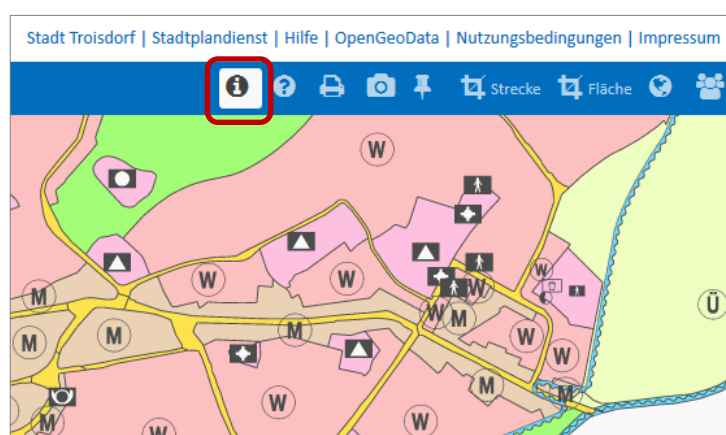 Stadt Troisdorf | Stadtplandienst | Hilfe | OpenGeoData | Nutzungsbedingungen | Impressum
Strecke Fläche
W
W
W
W
M
Ü
W
M
M
M
M
W
W
M
W
M
W
W
M
W